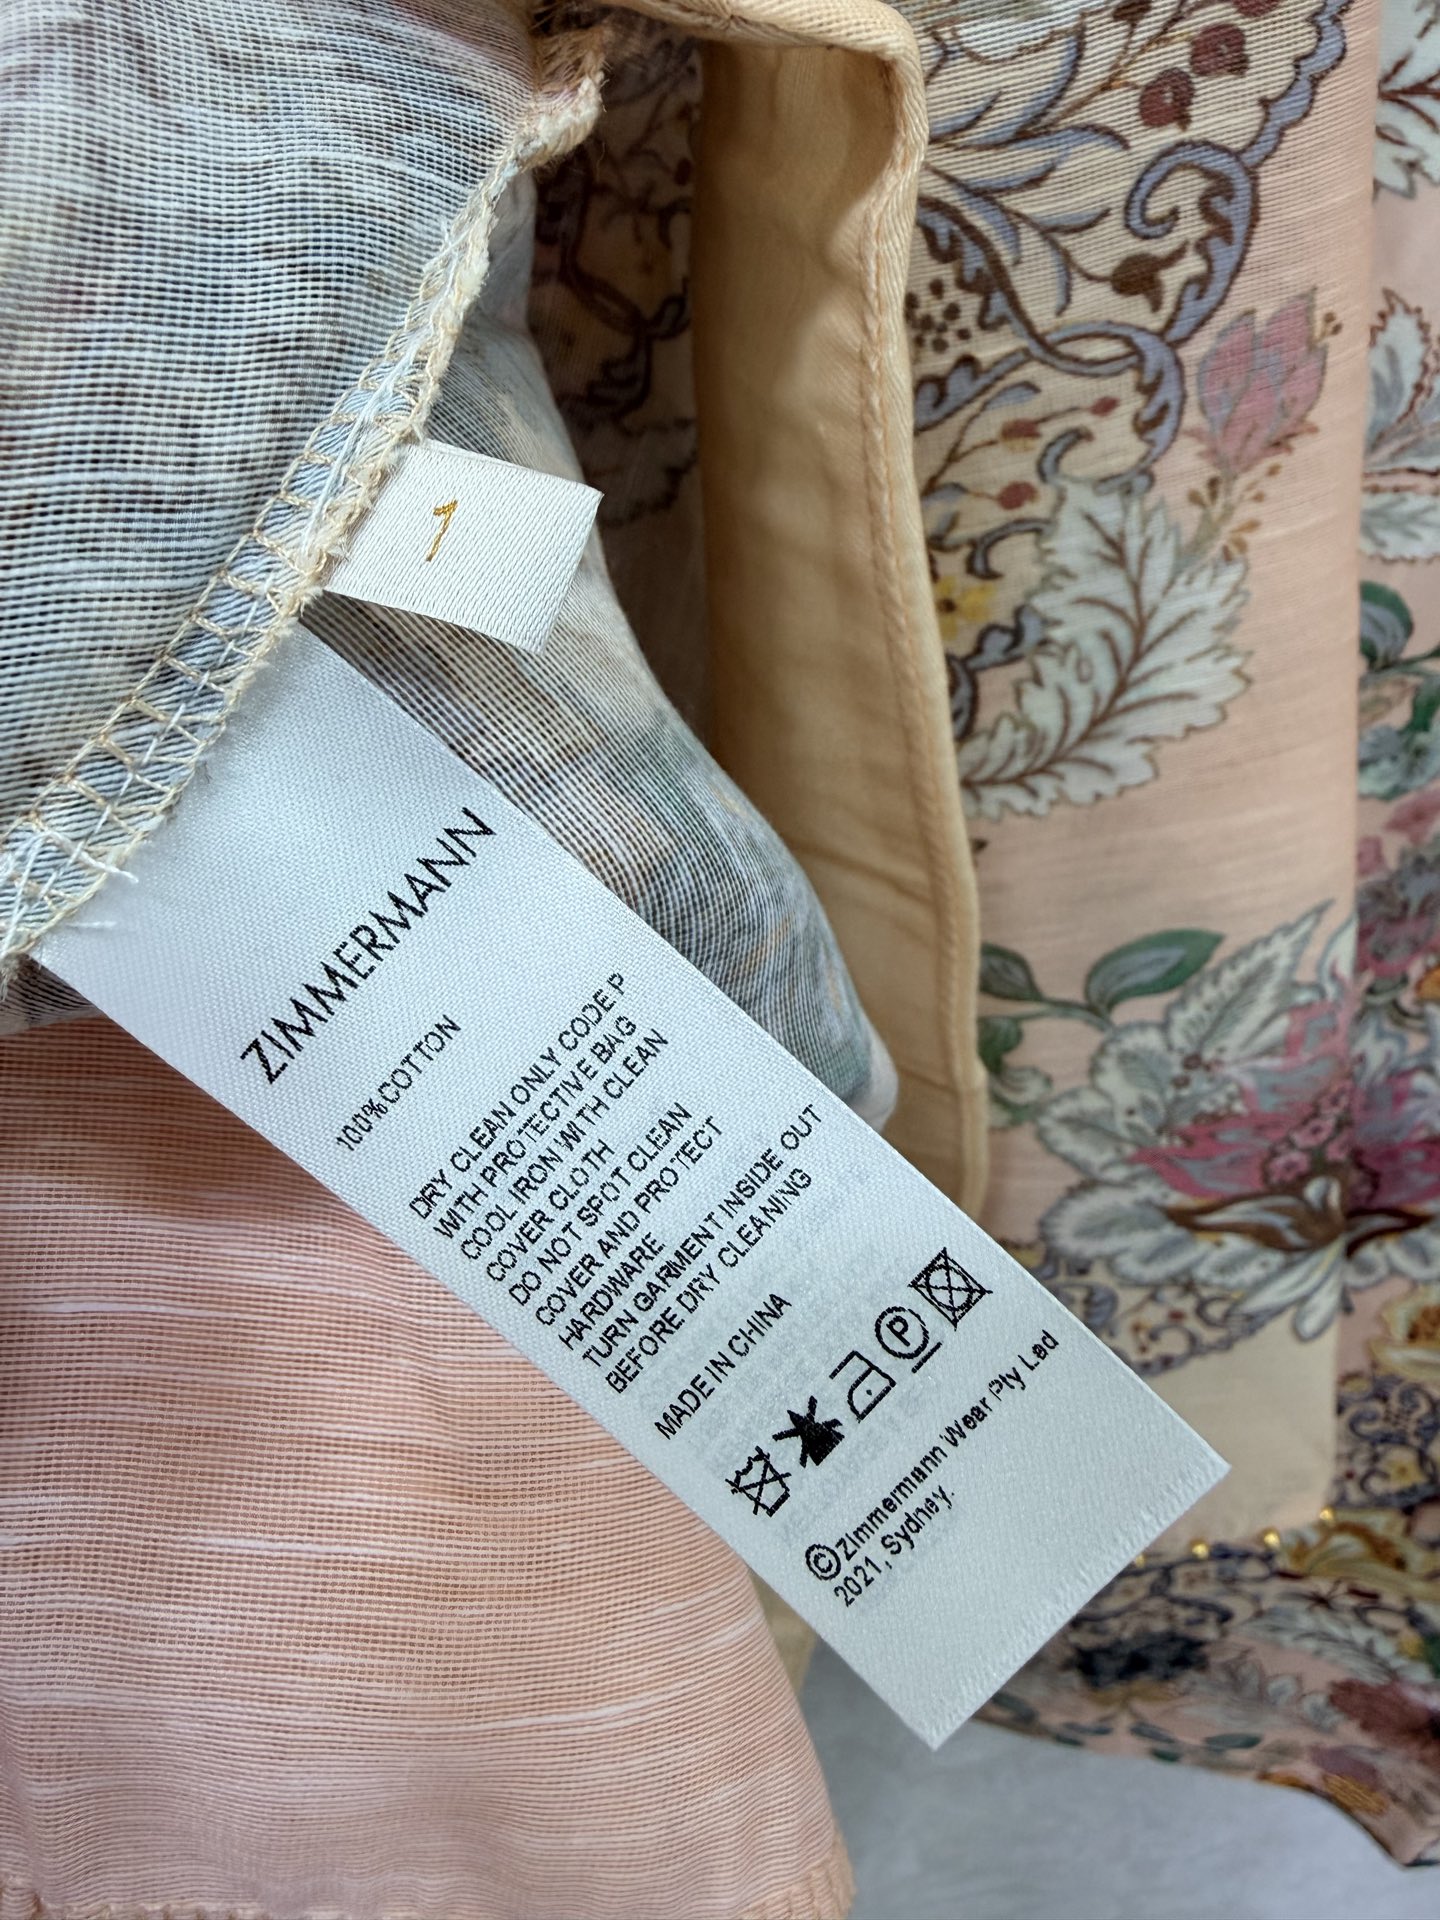 1
ZIMMERMANN
100%COTTON
DRY CLEAN ONLY CODE P
WITH PROTECTIVE BAG
COOL IRON WITH CLEAN
COVER CLOTH
DO NOT SPOT CLEAN
COVER AND PROTECT
HARDWARE
TURN GARMENT INSIDE OUT
BEFORE DRY CLEANING
MADE IN CHINA
P
©Zimmermann Wear Pty Lad
2021, Sydney.